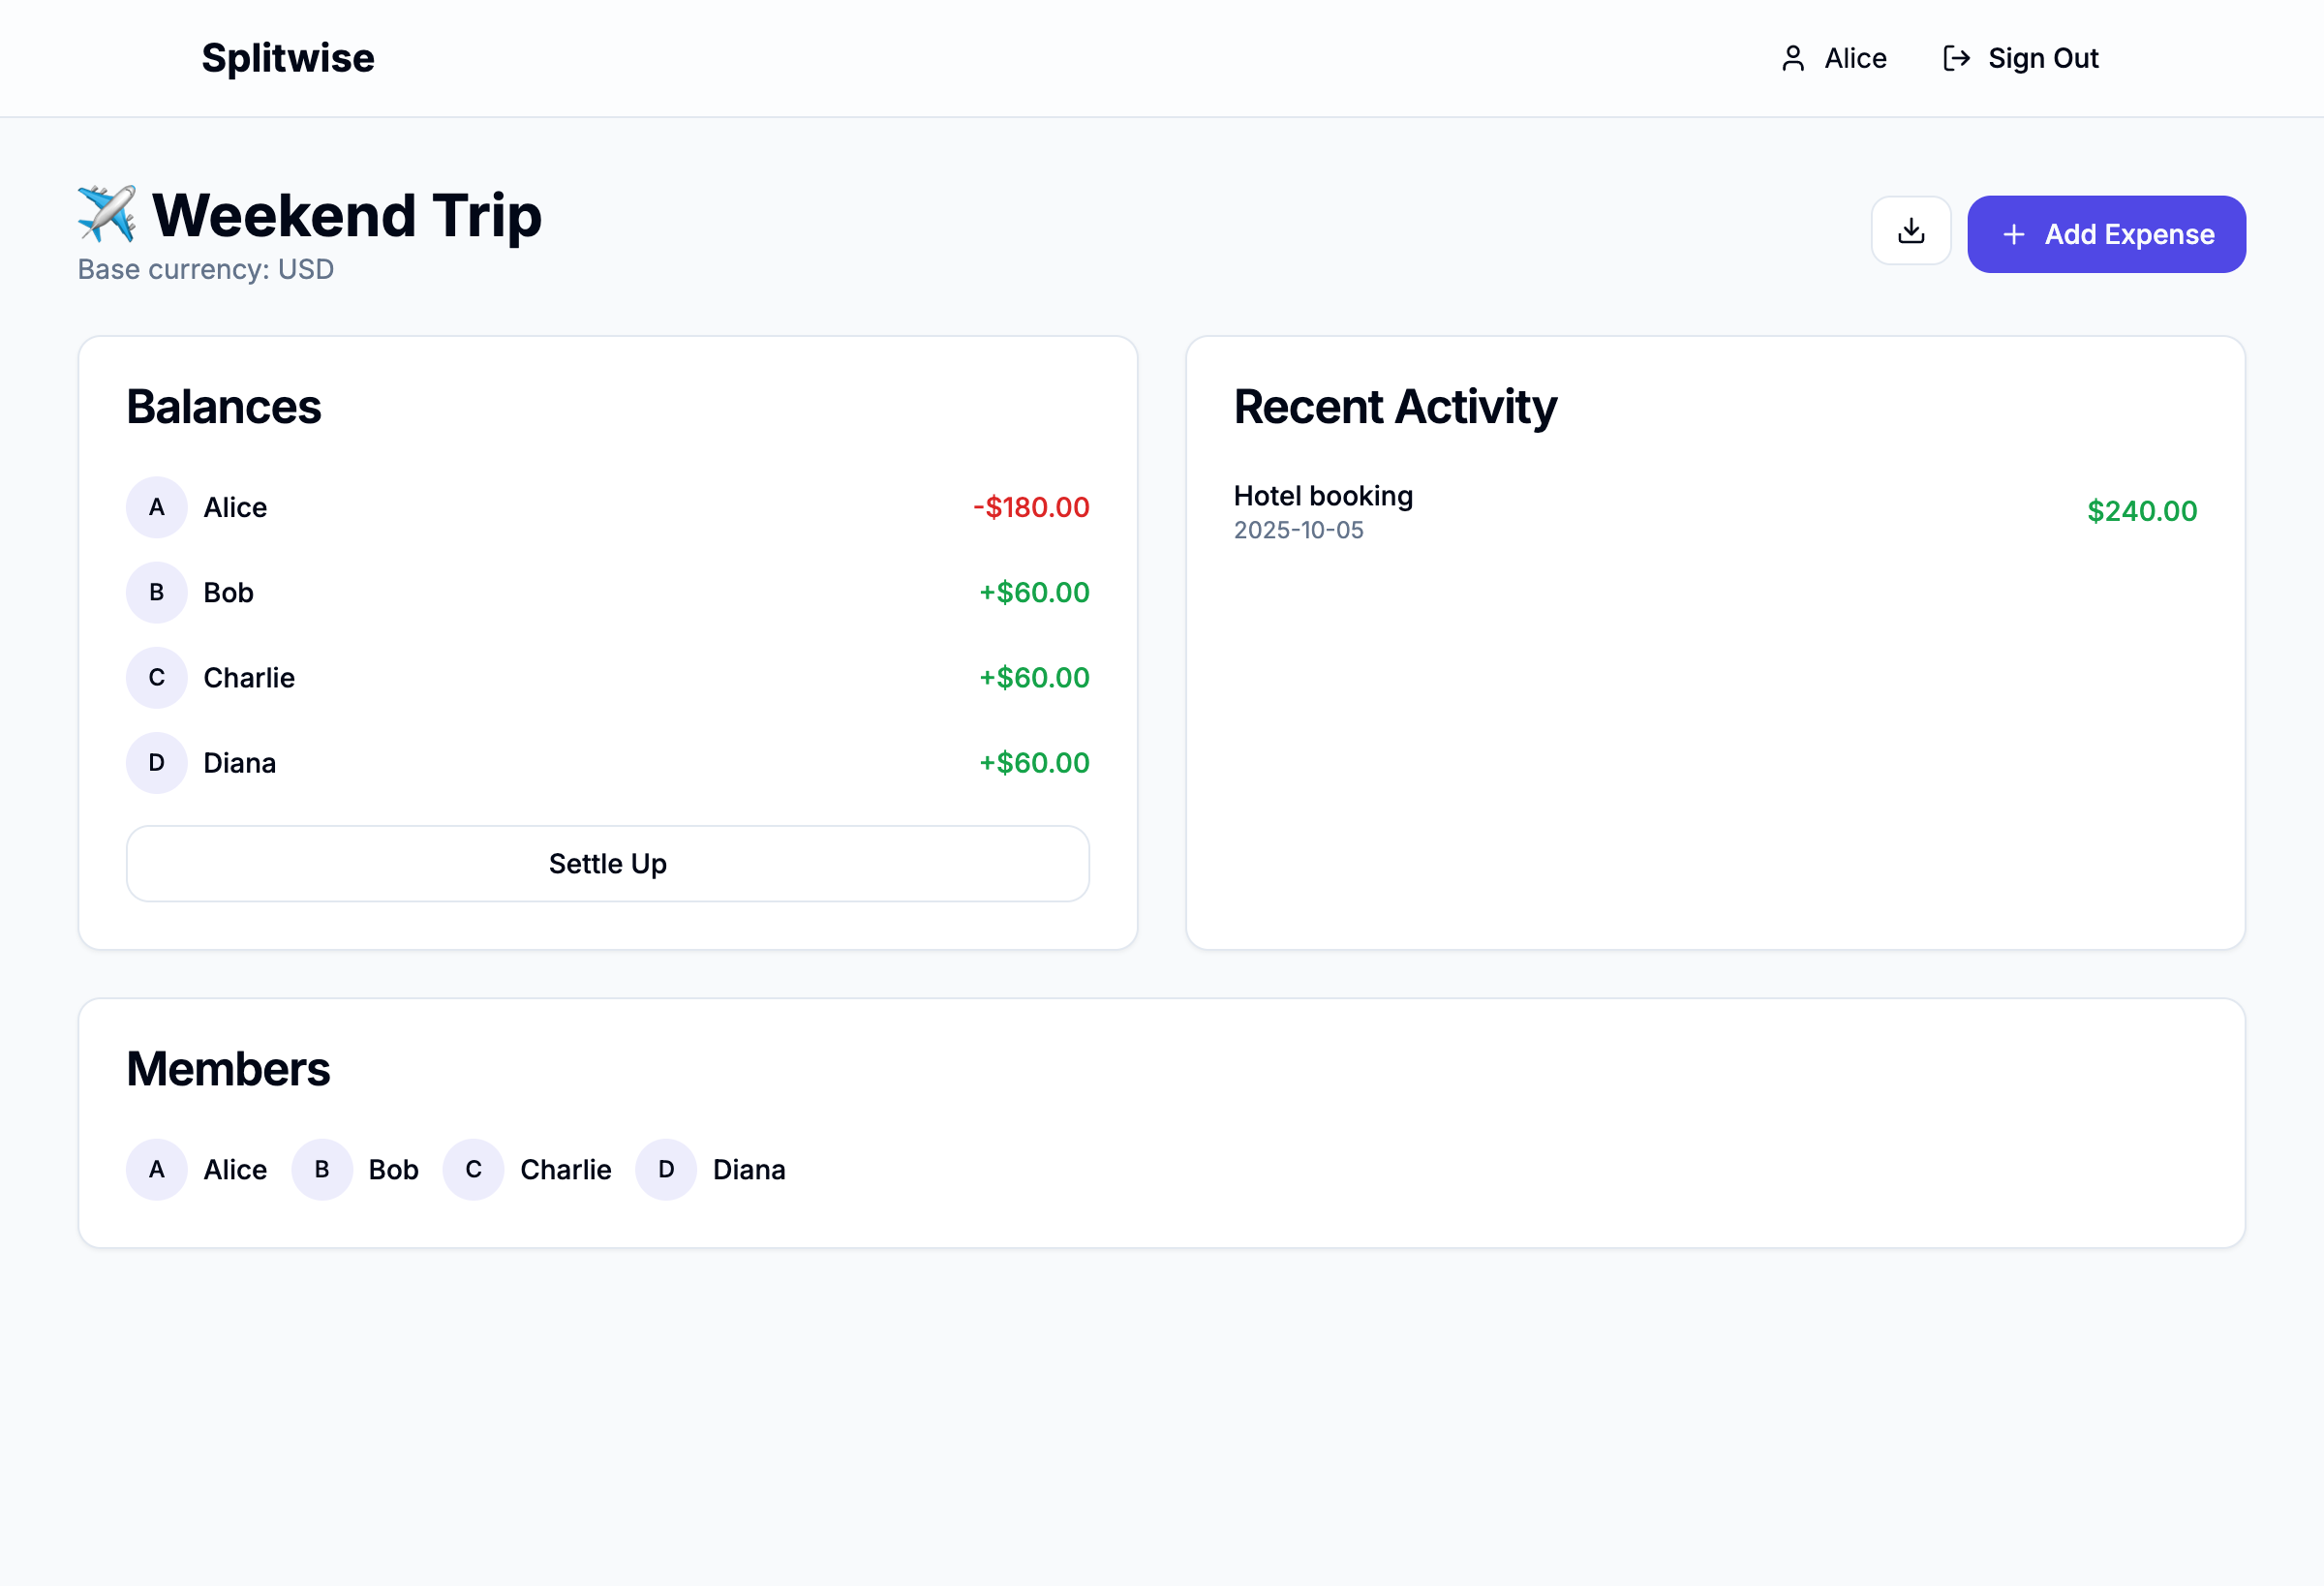 Splitwise
Alice
Sign Out
✈️ Weekend Trip
Base currency: USD
+ Add Expense
Balances
A Alice -$180.00
B Bob +$60.00
C Charlie +$60.00
D Diana +$60.00
Settle Up
Recent Activity
Hotel booking
2025-10-05
$240.00
Members
A Alice B Bob C Charlie D Diana